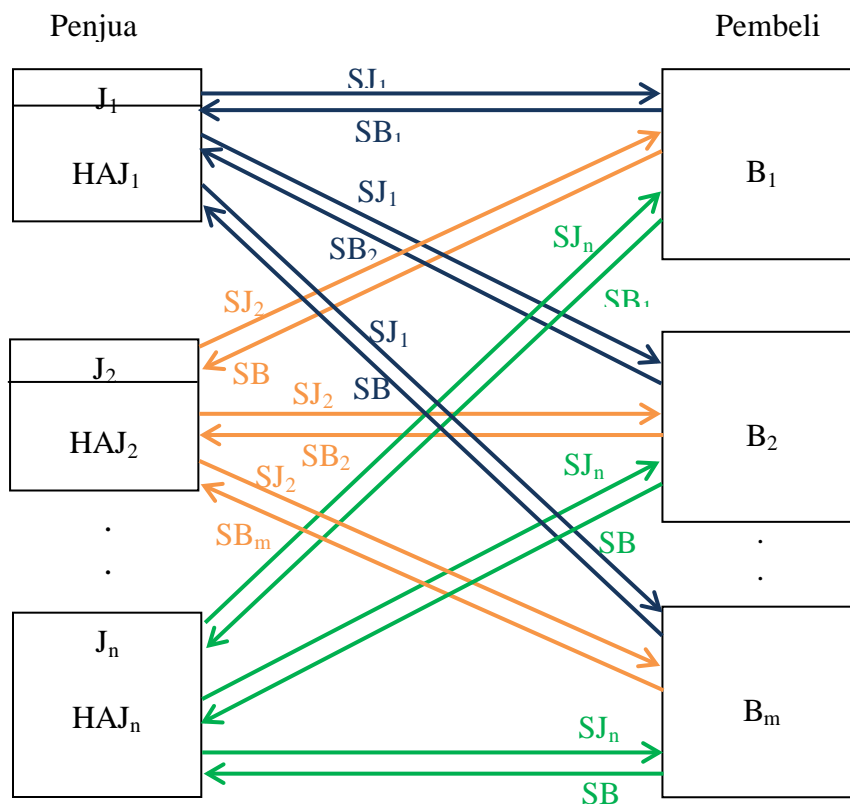 Penjua
Pembeli
J₁
HAJ₁
SJ₁
SB₁
B₁
SJ₁
SB₂
SJₙ
SB₁
SJ₂
SJ₁
SB
SB
J₂
HAJ₂
SJ₂
SB₂
B₂
SJ₂
SJₙ
SBₘ
SB
. .
. .
Jₙ
HAJₙ
Bₘ
SJₙ
SB